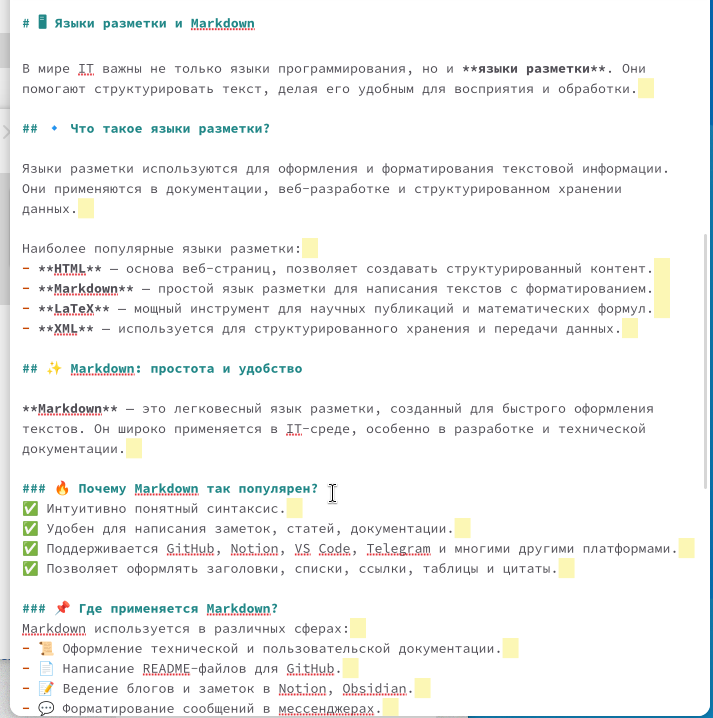 # 🖥️ Языки разметки и Markdown
В мире IT важны не только языки программирования, но и **языки разметки**. Они
помогают структурировать текст, делая его удобным для восприятия и обработки.
## 🔹 Что такое языки разметки?
Языки разметки используются для оформления и форматирования текстовой информации.
Они применяются в документации, веб-разработке и структурированном хранении
данных.
Наиболее популярные языки разметки:
- **HTML** — основа веб-страниц, позволяет создавать структурированный контент.
- **Markdown** — простой язык разметки для написания текстов с форматированием.
- **LaTeX** — мощный инструмент для научных публикаций и математических формул.
- **XML** — используется для структурированного хранения и передачи данных.
## ✨ Markdown: простота и удобство
**Markdown** — это легковесный язык разметки, созданный для быстрого оформления
текстов. Он широко применяется в IT-среде, особенно в разработке и технической
документации.
### 🔥 Почему Markdown так популярен?
✅ Интуитивно понятный синтаксис.
✅ Удобен для написания заметок, статей, документации.
✅ Поддерживается GitHub, Notion, VS Code, Telegram и многими другими платформами.
✅ Позволяет оформлять заголовки, списки, ссылки, таблицы и цитаты.
### 📌 Где применяется Markdown?
Markdown используется в различных сферах:
- 📜 Оформление технической и пользовательской документации.
- 📄 Написание README-файлов для GitHub.
- 📝 Ведение блогов и заметок в Notion, Obsidian.
- 💬 Форматирование сообщений в мессенджерах.